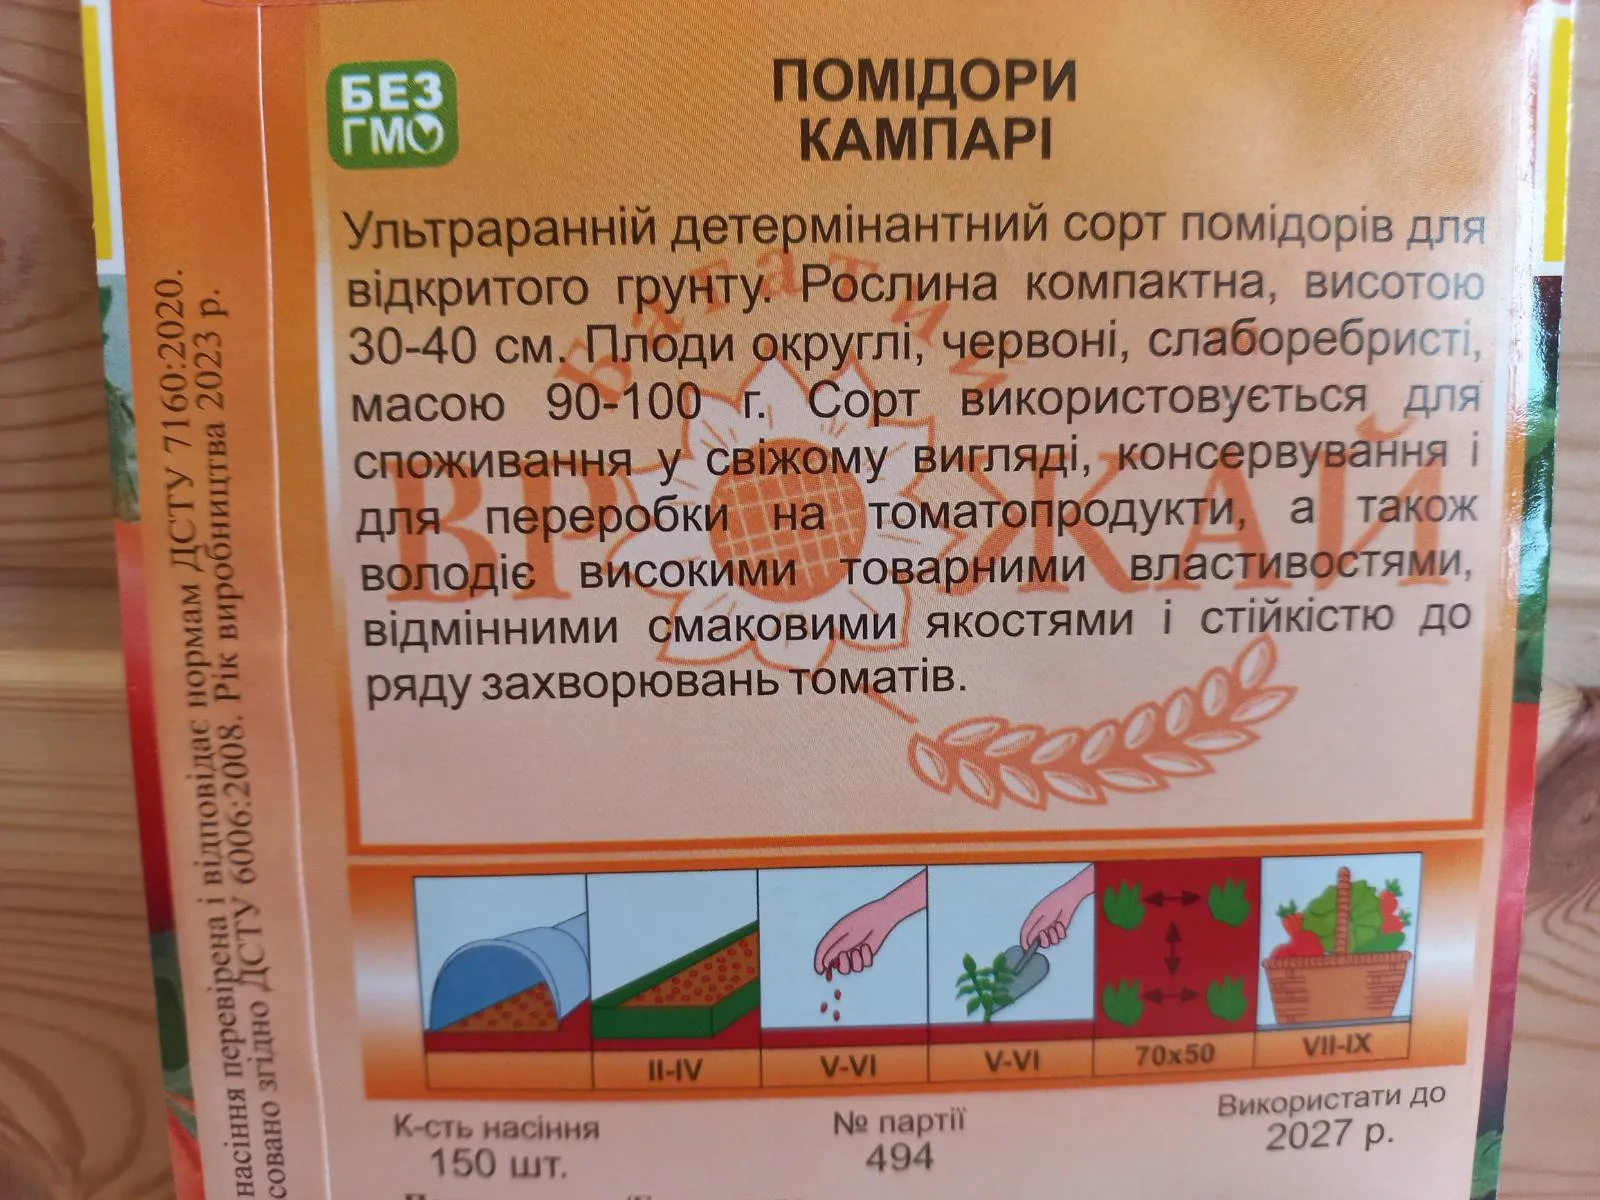 БЕЗ
ГМО
ПОМІДОРИ
КАМПАРІ
Ультраранній детермінантний сорт помідорів для
відкритого грунту. Рослина компактна, висотою
30-40 см. Плоди округлі, червоні, слаборебристі,
масою 90-100 г. Сорт використовується для
споживання у свіжому вигляді, консервування і
для переробки на томатопродукти, а також
володіє високими товарними властивостями,
відмінними смаковими якостями і стійкістю до
ряду захворювань томатів.
Багатий
ВРОЖАЙ
II-IV
V-VI
V-VI
70x50
VII-IX
К-сть насіння
150 шт.
№ партії
494
Використати до
2027 р.
насіння перевірена і відповідає нормам ДСТУ 7160:2020.
совано згідно ДСТУ 6006:2008. Рік виробництва 2023 р.